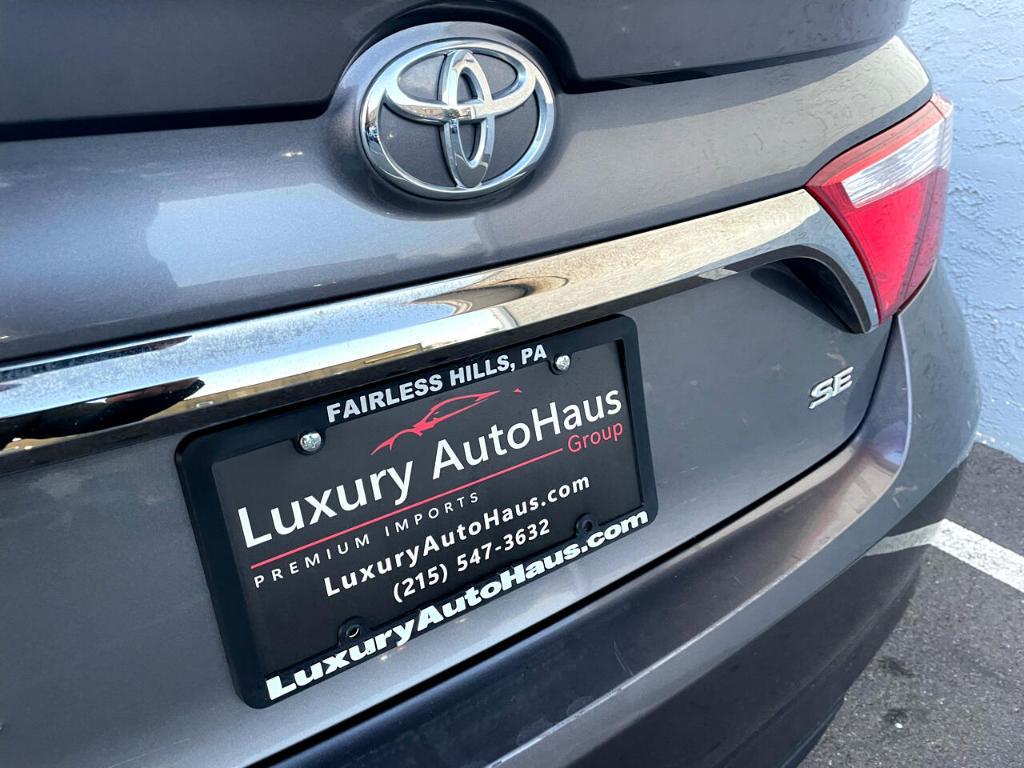 FAIRLESS HILLS, PA
Luxury AutoHaus
Group
PREMIUM IMPORTS
LuxuryAutoHaus.com
(215) 547-3632
LuxuryAutoHaus.com
SE